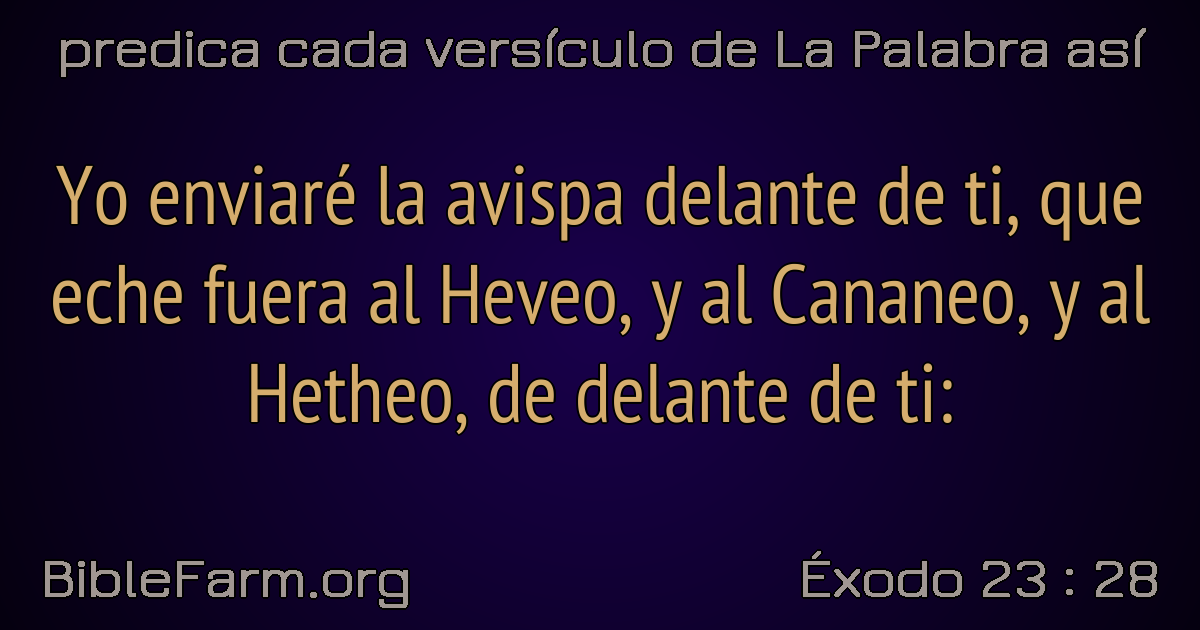 predica cada versículo de La Palabra así
Yo enviaré la avispa delante de ti, que
eche fuera al Heveo, y al Cananeo, y al
Hetheo, de delante de ti:
BibleFarm.org
Éxodo 23 : 28